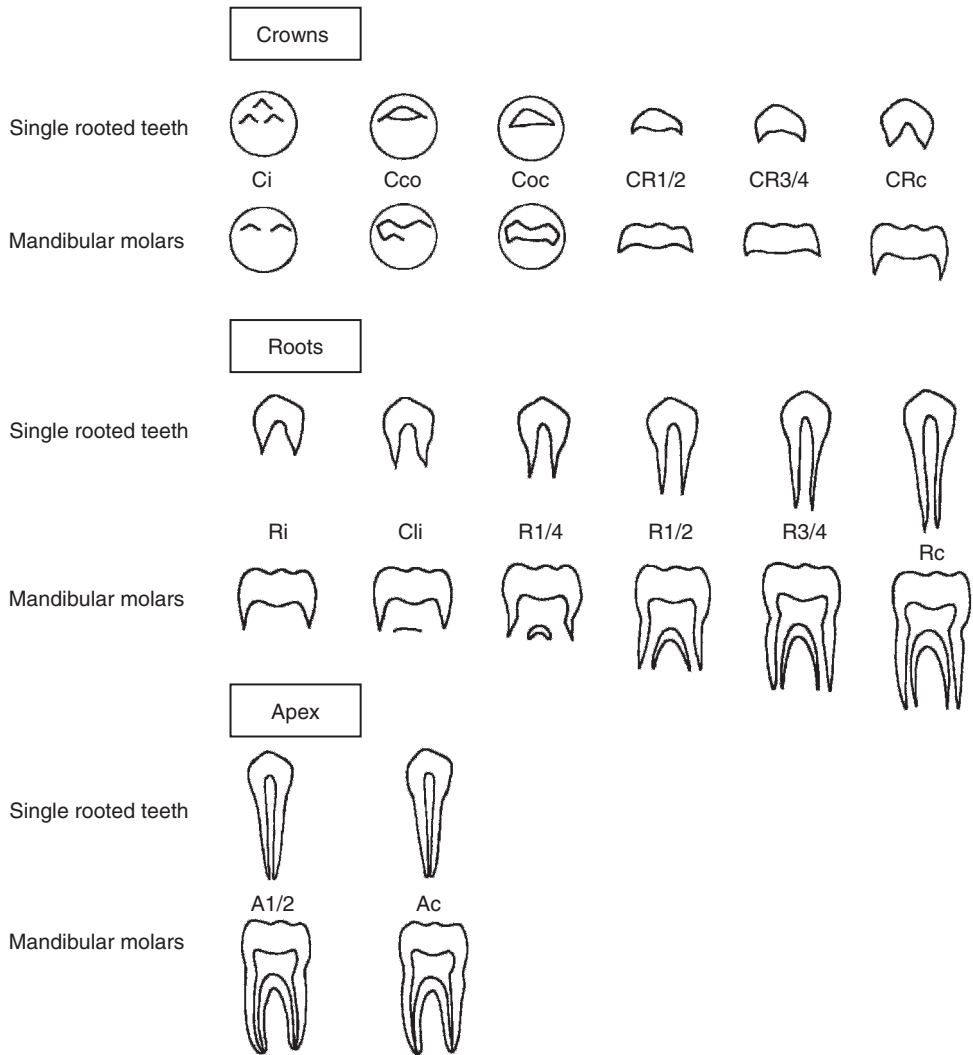 Crowns
Single rooted teeth
Ci Cco Coc CR1/2 CR3/4 CRc
Mandibular molars
Roots
Single rooted teeth
Ri Cli R1/4 R1/2 R3/4 Rc
Mandibular molars
Apex
Single rooted teeth
A1/2 Ac
Mandibular molars